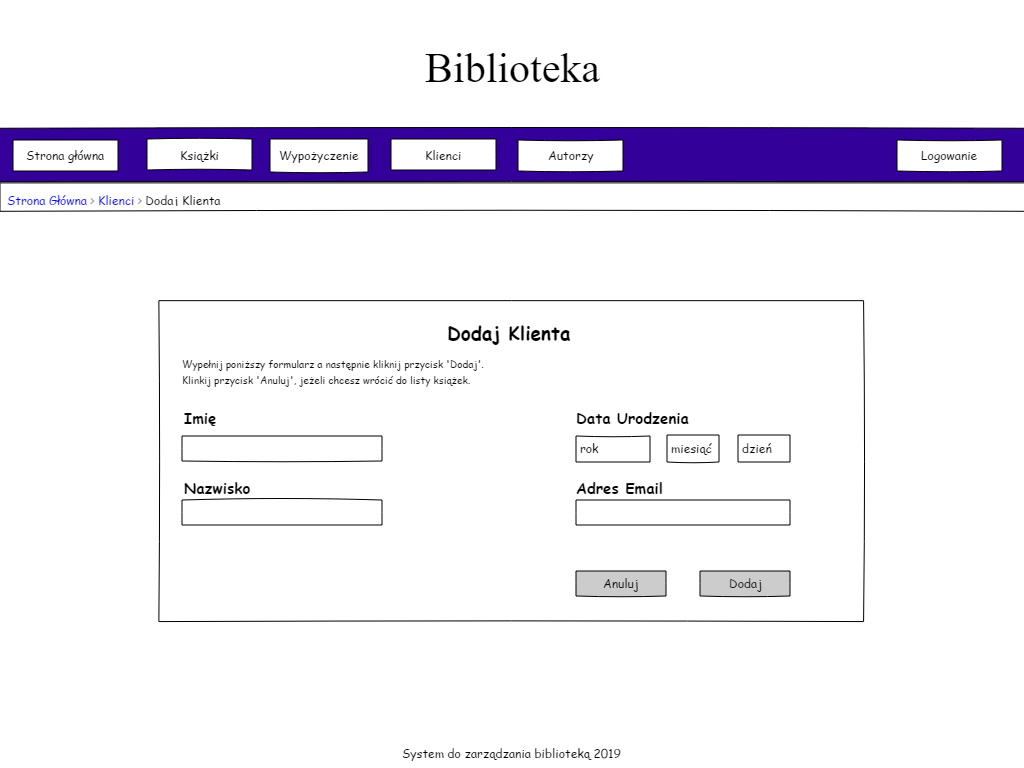 Biblioteka
Strona główna Książki Wypożyczenie Klienci Autorzy Logowanie
Strona Główna > Klienci > Dodaj Klienta
Dodaj Klienta
Wypełnij poniższy formularz a następnie kliknij przycisk 'Dodaj'.
Klinkij przycisk 'Anuluj', jeżeli chcesz wrócić do listy książek.
Imię Data Urodzenia
rok miesiąć dzień
Nazwisko Adres Email
Anuluj Dodaj
System do zarządzania biblioteką 2019